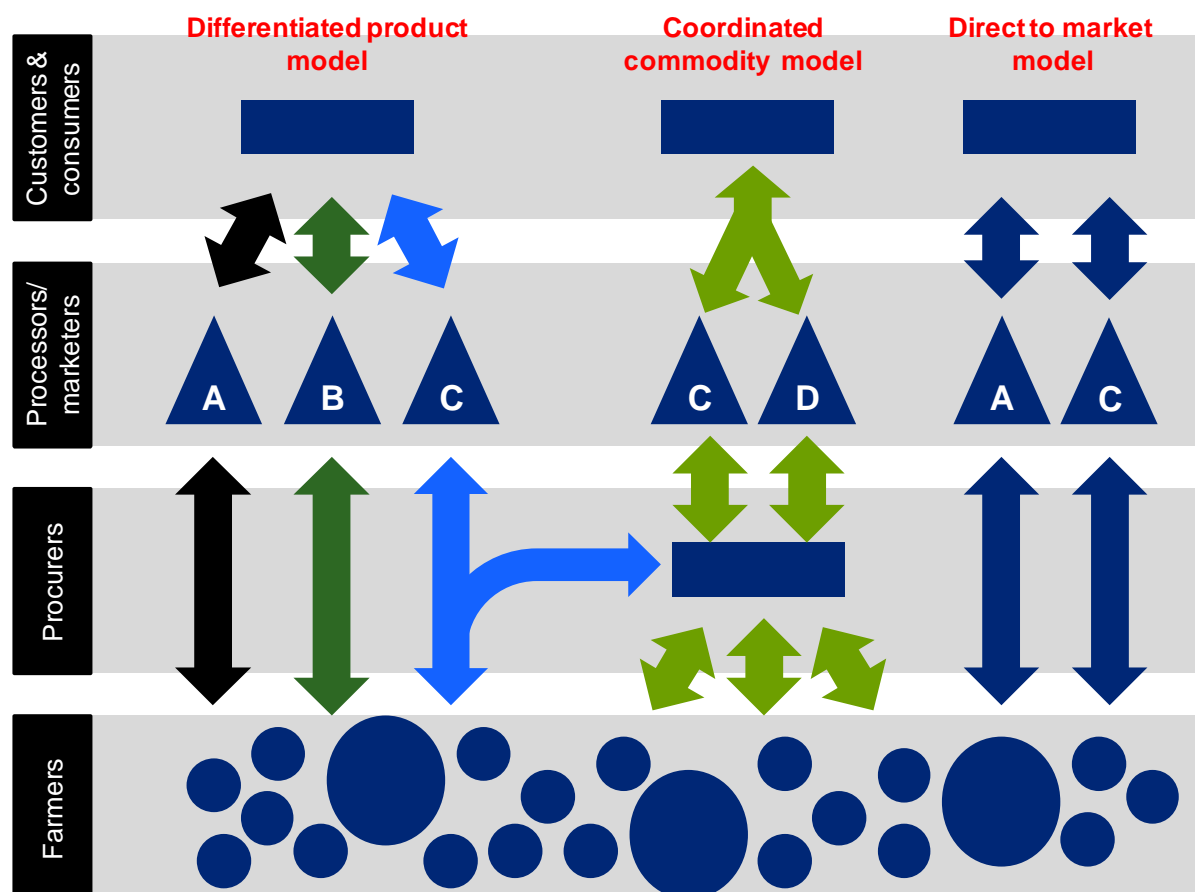 Differentiated product
model
Coordinated
commodity model
Direct to market
model
Customers &
consumers
Processors/
marketers
A
B
C
C
D
A
C
Procurers
Farmers